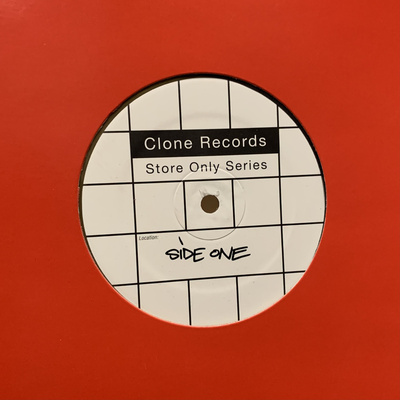 Clone Records
Store Only Series
Location:
SIDE ONE